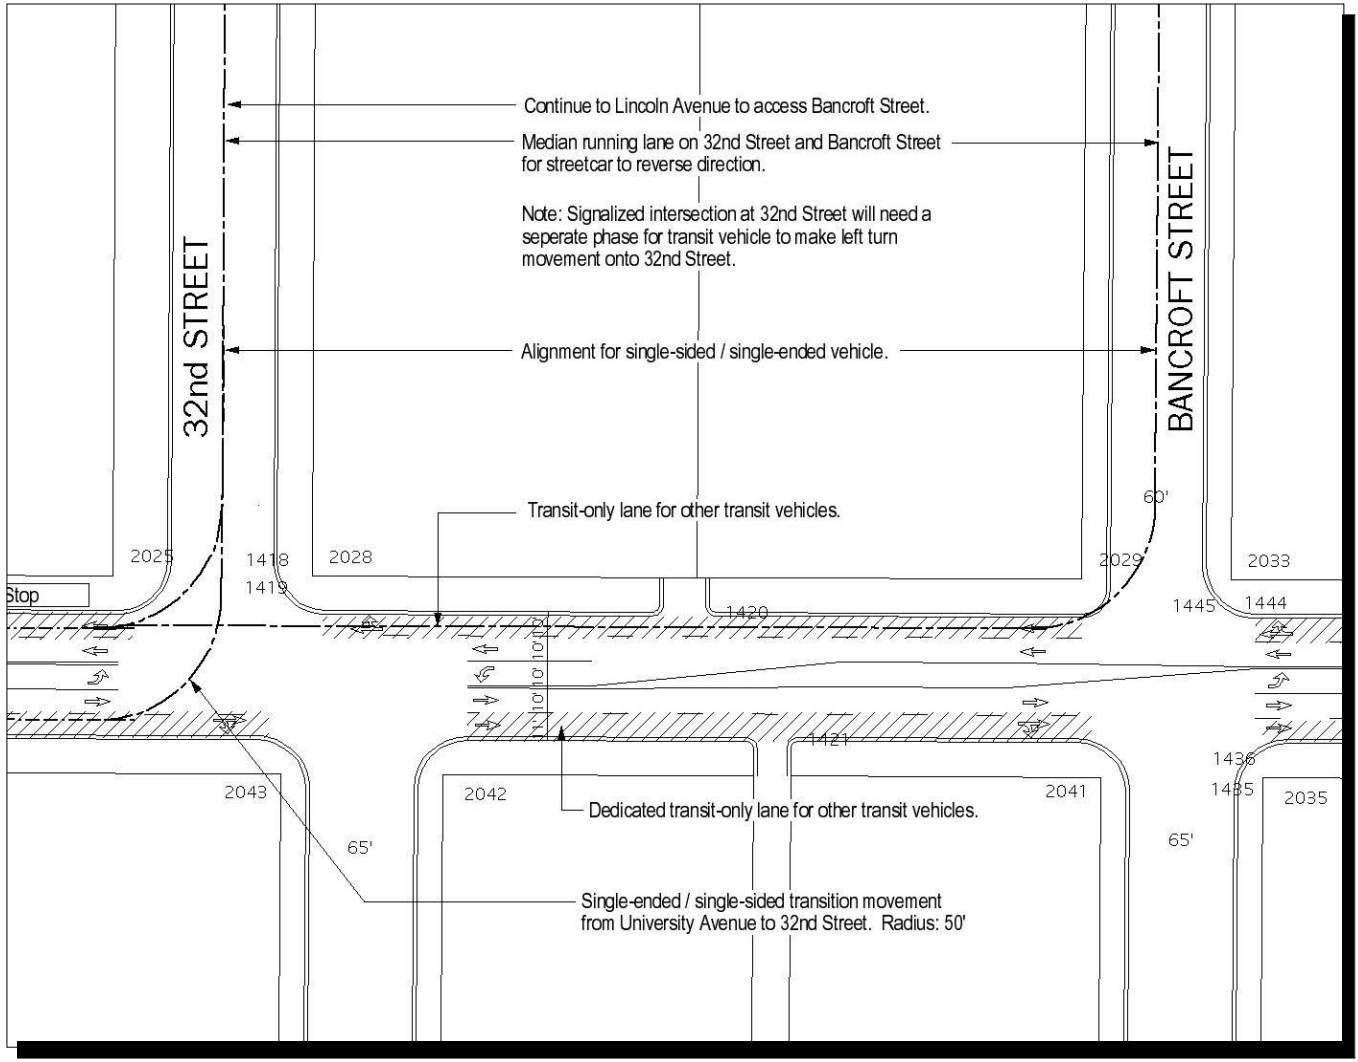 Continue to Lincoln Avenue to access Bancroft Street.
Median running lane on 32nd Street and Bancroft Street
for streetcar to reverse direction.
Note: Signalized intersection at 32nd Street will need a
seperate phase for transit vehicle to make left turn
movement onto 32nd Street.
32nd STREET
BANCROFT STREET
Alignment for single-sided / single-ended vehicle.
60'
Transit-only lane for other transit vehicles.
2025
1418
2028
2029
2033
1419
Stop
1420
1445
1444
11' 10' 10' 10' 10'
1421
1436
2043
2042
2041
1435
2035
Dedicated transit-only lane for other transit vehicles.
65'
65'
Single-ended / single-sided transition movement
from University Avenue to 32nd Street. Radius: 50'